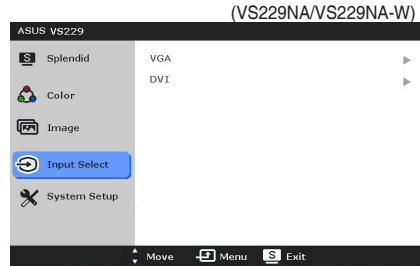 (VS229NA/VS229NA-W)
ASUS VS229
S Splendid
Color
Image
Input Select
System Setup
VGA
DVI
Move Menu S Exit